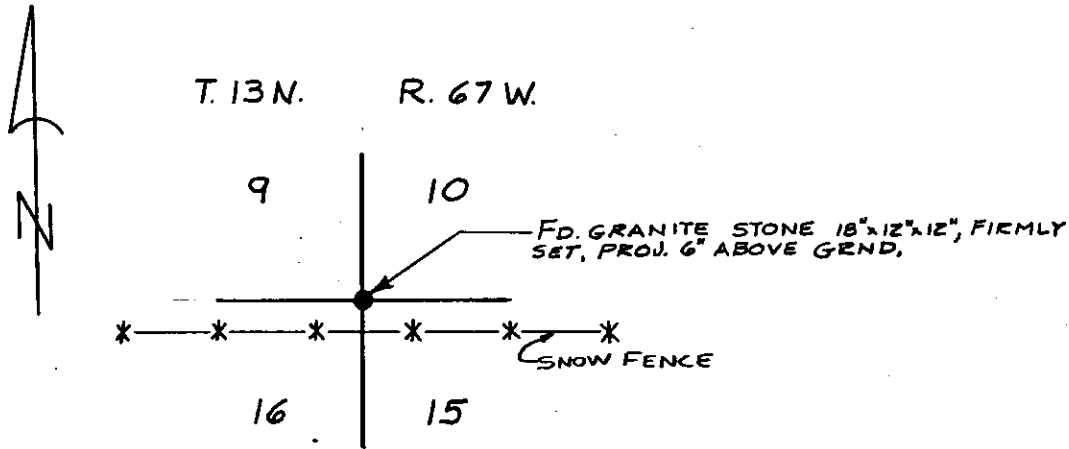 T. 13 N. R. 67 W.
9 10
FD. GRANITE STONE 18"x12"x12", FIRMLY
SET, PROJ. 6" ABOVE GRND.
N
SNOW FENCE
16 15